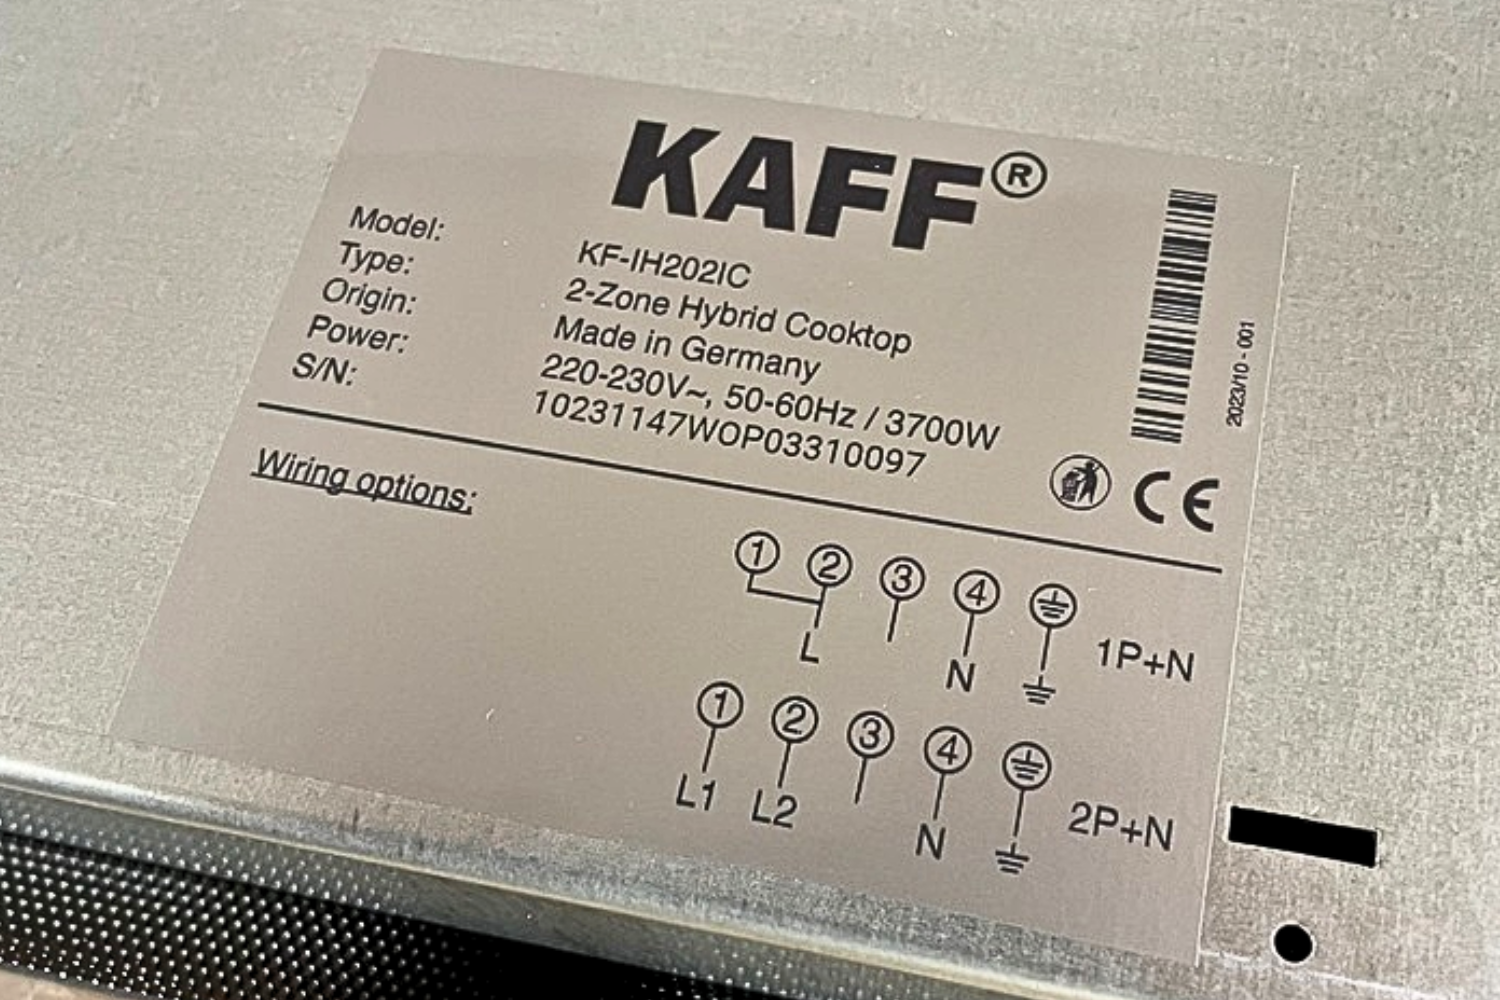 KAFF®
Model: KF-IH202IC
Type: 2-Zone Hybrid Cooktop
Origin: Made in Germany
Power: 220-230V~, 50-60Hz / 3700W
S/N: 10231147WOP03310097
2023/10 - 001
CE
Wiring options:
1 2 3 4
L N 1P+N
1 2 3 4
L1 L2 N 2P+N